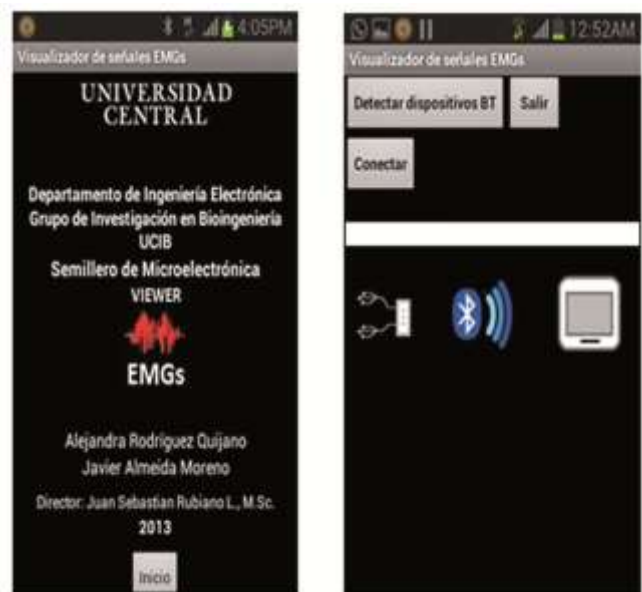 4:05PM
Visualizador de señales EMGs
UNIVERSIDAD
CENTRAL
Departamento de Ingeniería Electrónica
Grupo de Investigación en Bioingeniería
UCIB
Semillero de Microelectrónica
VIEWER
EMGs
Alejandra Rodriguez Quijano
Javier Almeida Moreno
Director: Juan Sebastian Rubiano L., M.Sc.
2013
Inicio
12:52AM
Visualizador de señales EMGs
Detectar dispositivos BT
Salir
Conectar